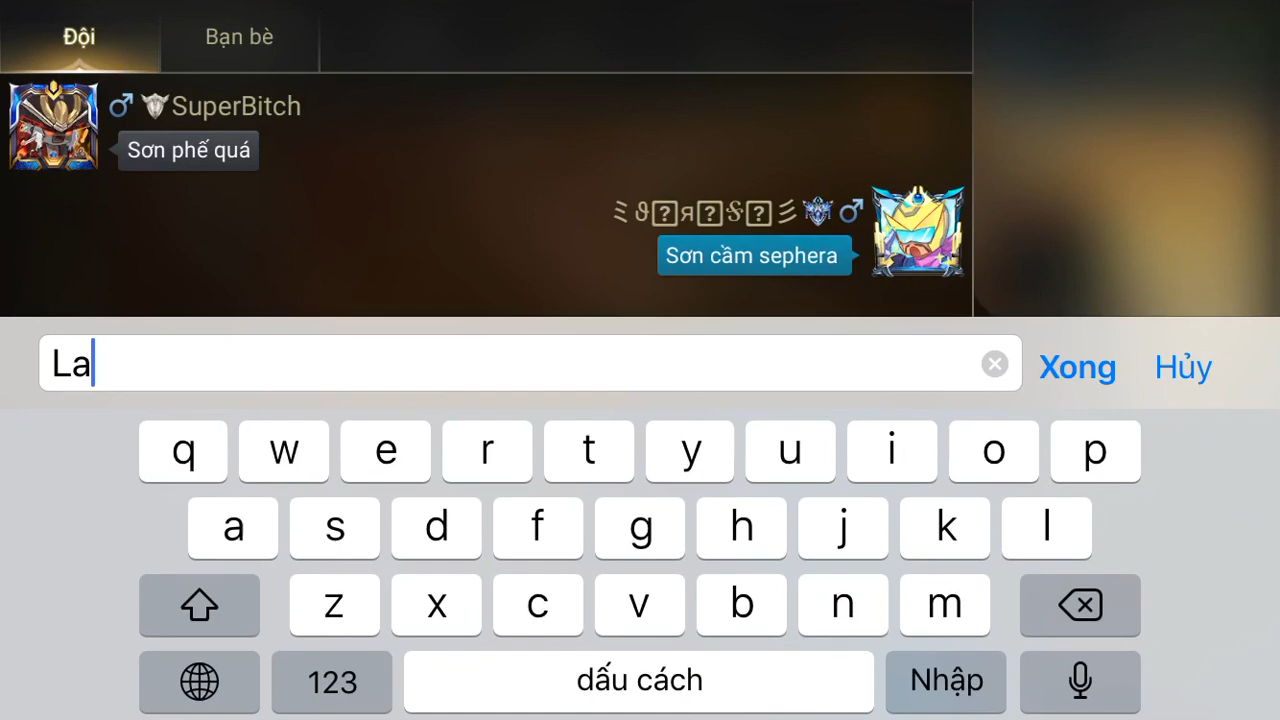 Đội
Bạn bè
SuperBitch
Sơn phế quá
Sơn cầm sephera
La
Xong
Hủy
q w e r t y u i o p
a s d f g h j k l
z x c v b n m
123
dấu cách
Nhập